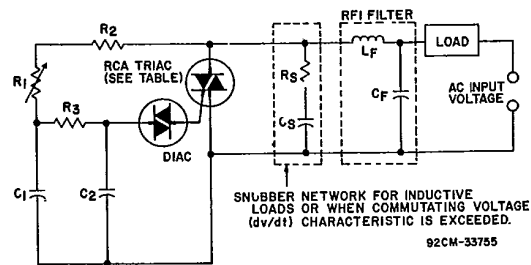 RFI FILTER
R2
RCA TRIAC
(SEE TABLE)
R1
R3
DIAC
C1
C2
RS
CS
LF
CF
LOAD
AC INPUT
VOLTAGE
SNUBBER NETWORK FOR INDUCTIVE
LOADS OR WHEN COMMUTATING VOLTAGE
(dv/dt) CHARACTERISTIC IS EXCEEDED.
92CM-33755